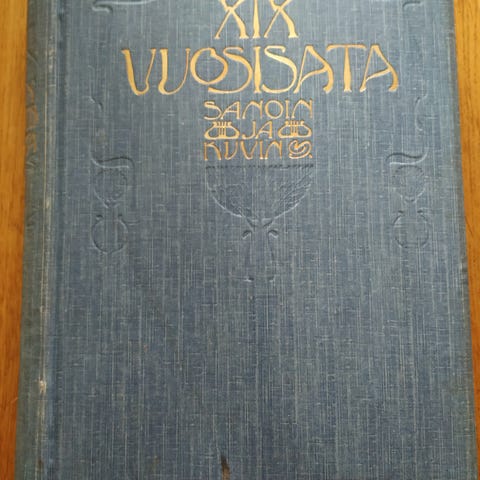 XIX
VUOSISATA
SANOIN
JA
KUVIN